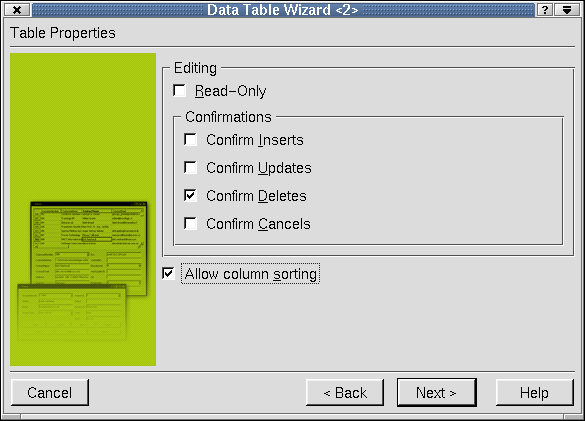 Data Table Wizard <2>
?
Table Properties
Editing
Read-Only
Confirmations
Confirm Inserts
Confirm Updates
Confirm Deletes
Confirm Cancels
Allow column sorting
Cancel
< Back
Next >
Help